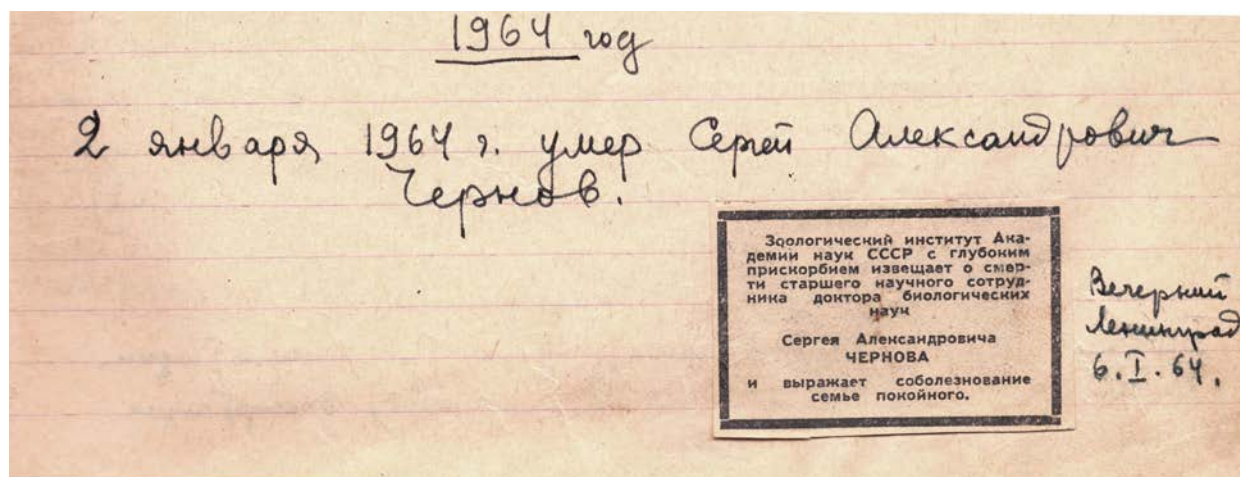 1964 год
2 января 1964 г. умер Сергей Александрович
Чернов.
Зоологический институт Ака-
демии наук СССР с глубоким
прискорбием извещает о смер-
ти старшего научного сотруд-
ника доктора биологических
наук
Сергея Александровича
ЧЕРНОВА
и выражает соболезнование
семье покойного.
Вечерний
Ленинград
6.I.64.